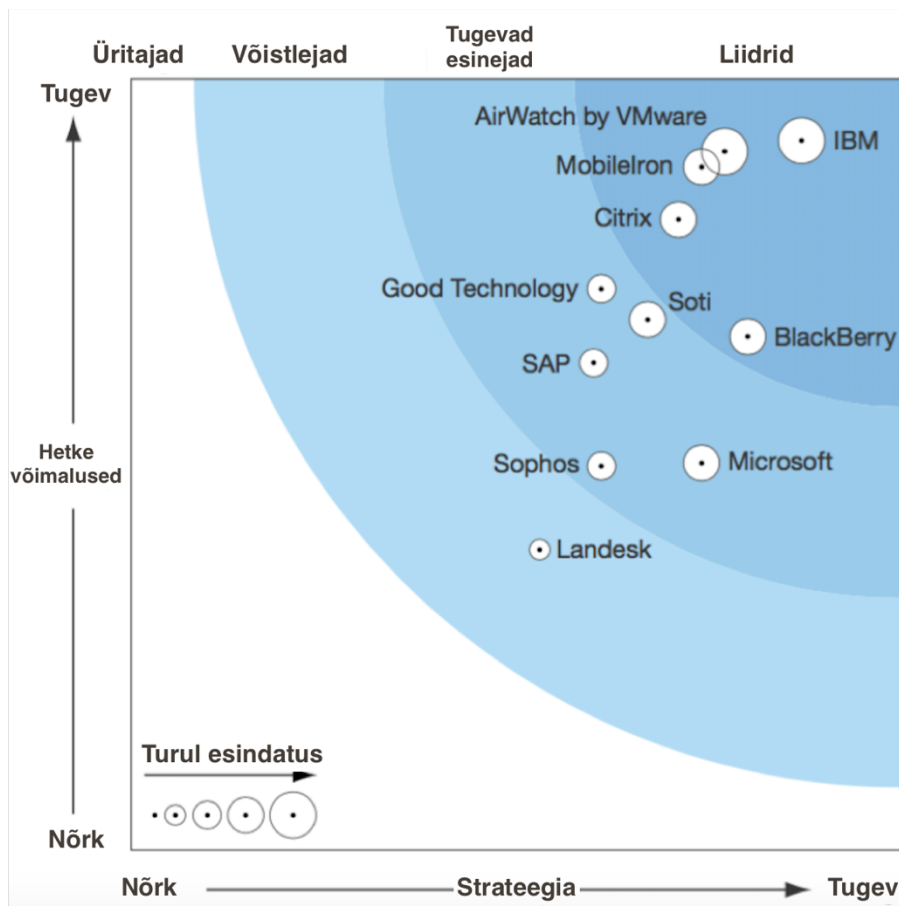 Tugevad
Üritajad Võistlejad esinejad Liidrid
Tugev
AirWatch by VMware
IBM
MobileIron
Citrix
Good Technology
Soti
BlackBerry
SAP
Hetke
võimalused
Sophos
Microsoft
Landesk
Turul esindatus
Nõrk
Nõrk Strateegia Tugev